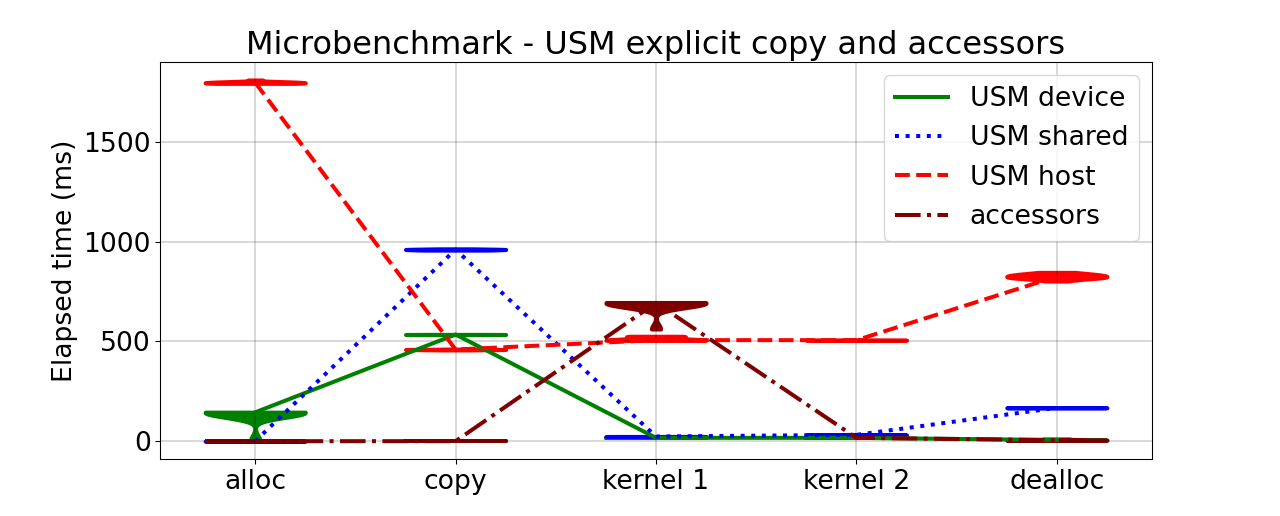 Microbenchmark - USM explicit copy and accessors
Elapsed time (ms)
1500
1000
500
0
alloc copy kernel 1 kernel 2 dealloc
USM device
USM shared
USM host
accessors